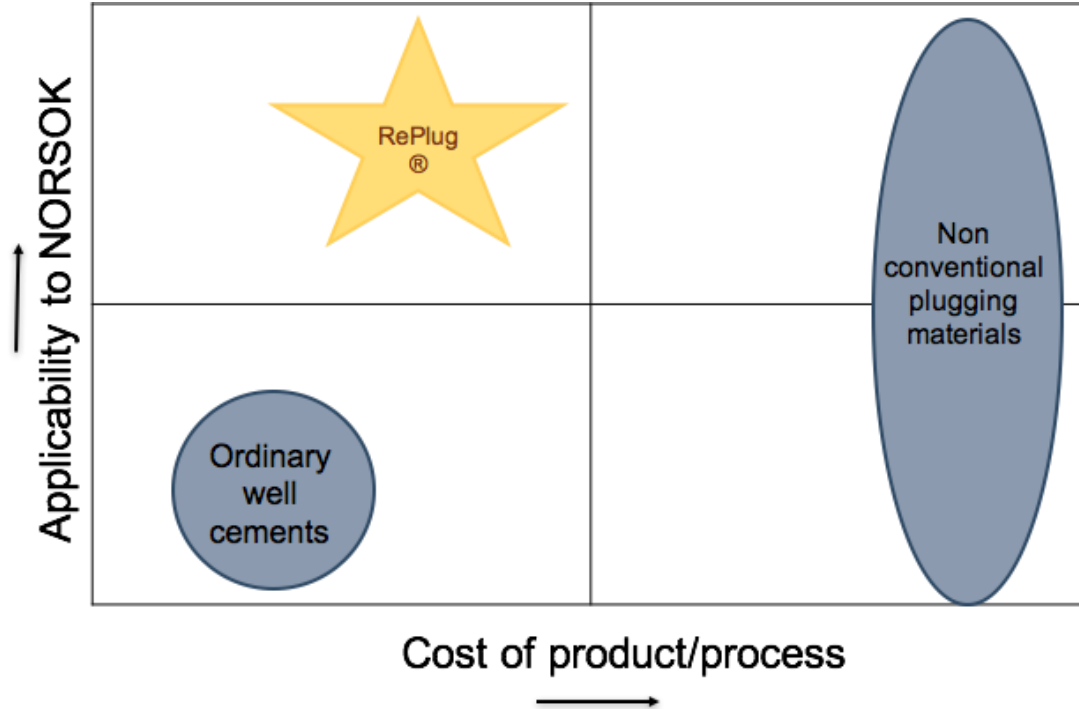 Applicability to NORSOK
RePlug
®
Non
conventional
plugging
materials
Ordinary
well
cements
Cost of product/process